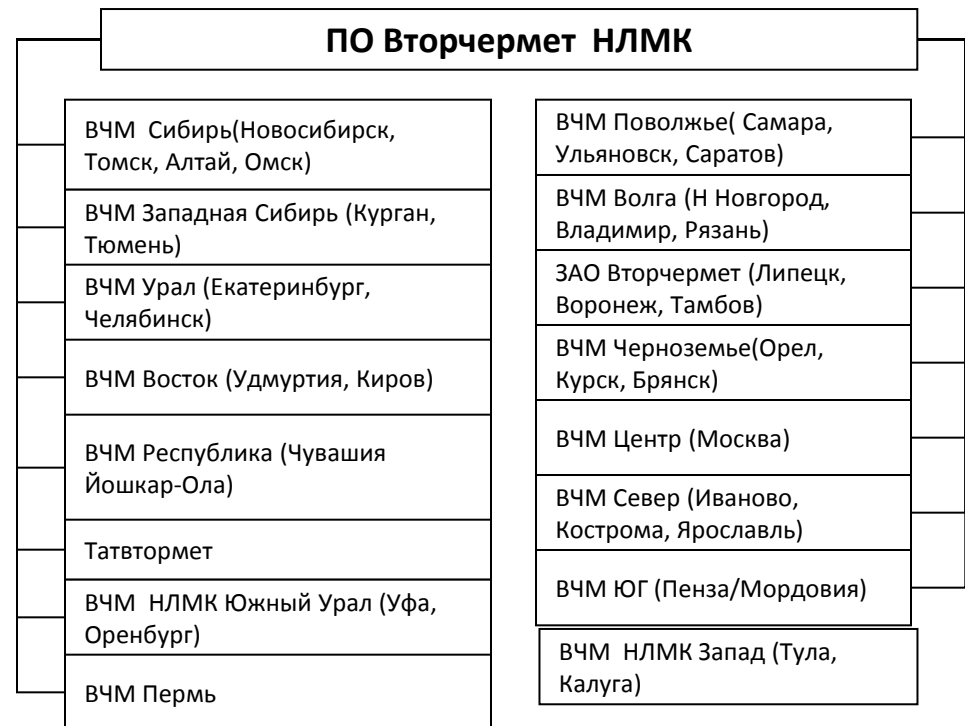 ПО Вторчермет НЛМК
ВЧМ Сибирь(Новосибирск,
Томск, Алтай, Омск)
ВЧМ Западная Сибирь (Курган,
Тюмень)
ВЧМ Урал (Екатеринбург,
Челябинск)
ВЧМ Восток (Удмуртия, Киров)
ВЧМ Республика (Чувашия
Йошкар-Ола)
Татвтормет
ВЧМ НЛМК Южный Урал (Уфа,
Оренбург)
ВЧМ Пермь
ВЧМ Поволжье( Самара,
Ульяновск, Саратов)
ВЧМ Волга (Н Новгород,
Владимир, Рязань)
ЗАО Вторчермет (Липецк,
Воронеж, Тамбов)
ВЧМ Черноземье(Орел,
Курск, Брянск)
ВЧМ Центр (Москва)
ВЧМ Север (Иваново,
Кострома, Ярославль)
ВЧМ ЮГ (Пенза/Мордовия)
ВЧМ НЛМК Запад (Тула,
Калуга)